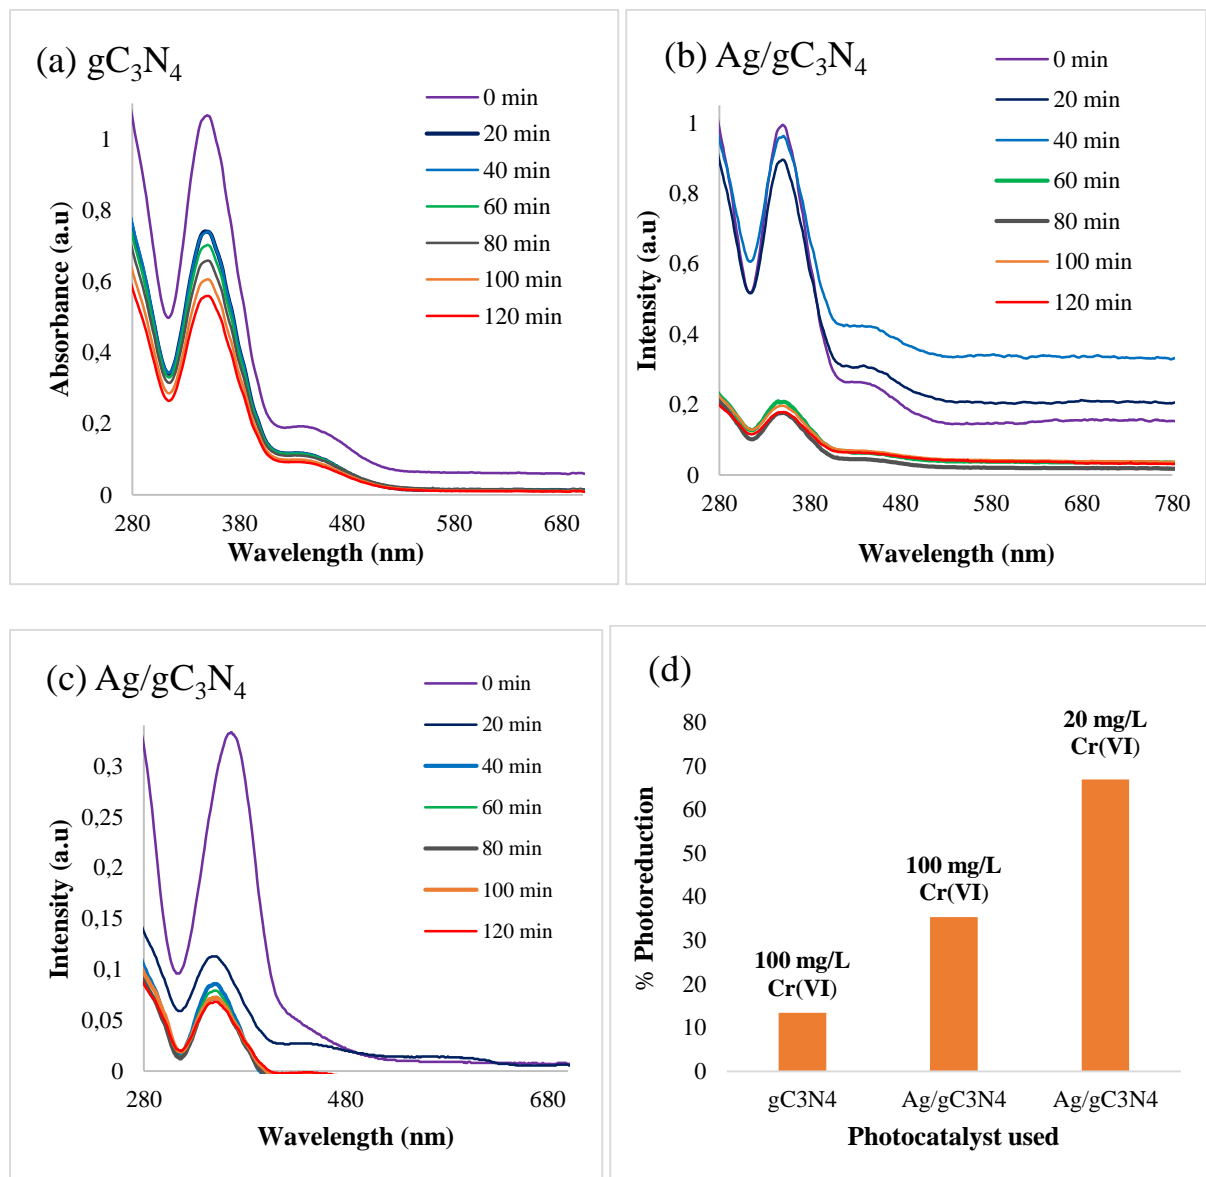 (a) gC₃N₄
0 min
20 min
40 min
60 min
80 min
100 min
120 min
1
0,8
0,6
0,4
0,2
0
Absorbance (a.u)
280 380 480 580 680
Wavelength (nm)
(b) Ag/gC₃N₄
0 min
20 min
40 min
60 min
80 min
100 min
120 min
1
0,8
0,6
0,4
0,2
0
Intensity (a.u)
280 380 480 580 680 780
Wavelength (nm)
(c) Ag/gC₃N₄
0 min
20 min
40 min
60 min
80 min
100 min
120 min
0,3
0,25
0,2
0,15
0,1
0,05
0
Intensity (a.u)
280 480 680
Wavelength (nm)
(d)
80
70
60
50
40
30
20
10
0
% Photoreduction
100 mg/L
Cr(VI)
100 mg/L
Cr(VI)
20 mg/L
Cr(VI)
gC3N4 Ag/gC3N4 Ag/gC3N4
Photocatalyst used